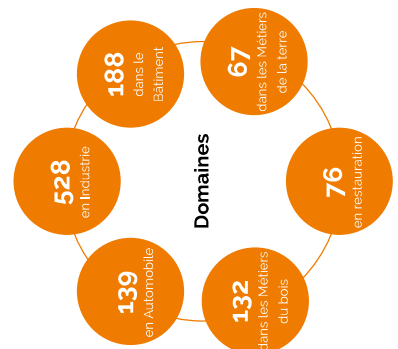 528
en Industrie
139
en Automobile
188
dans le
Bâtiment
Domaines
132
dans les Métiers
du bois
67
dans les Métiers
de la terre
76
en restauration